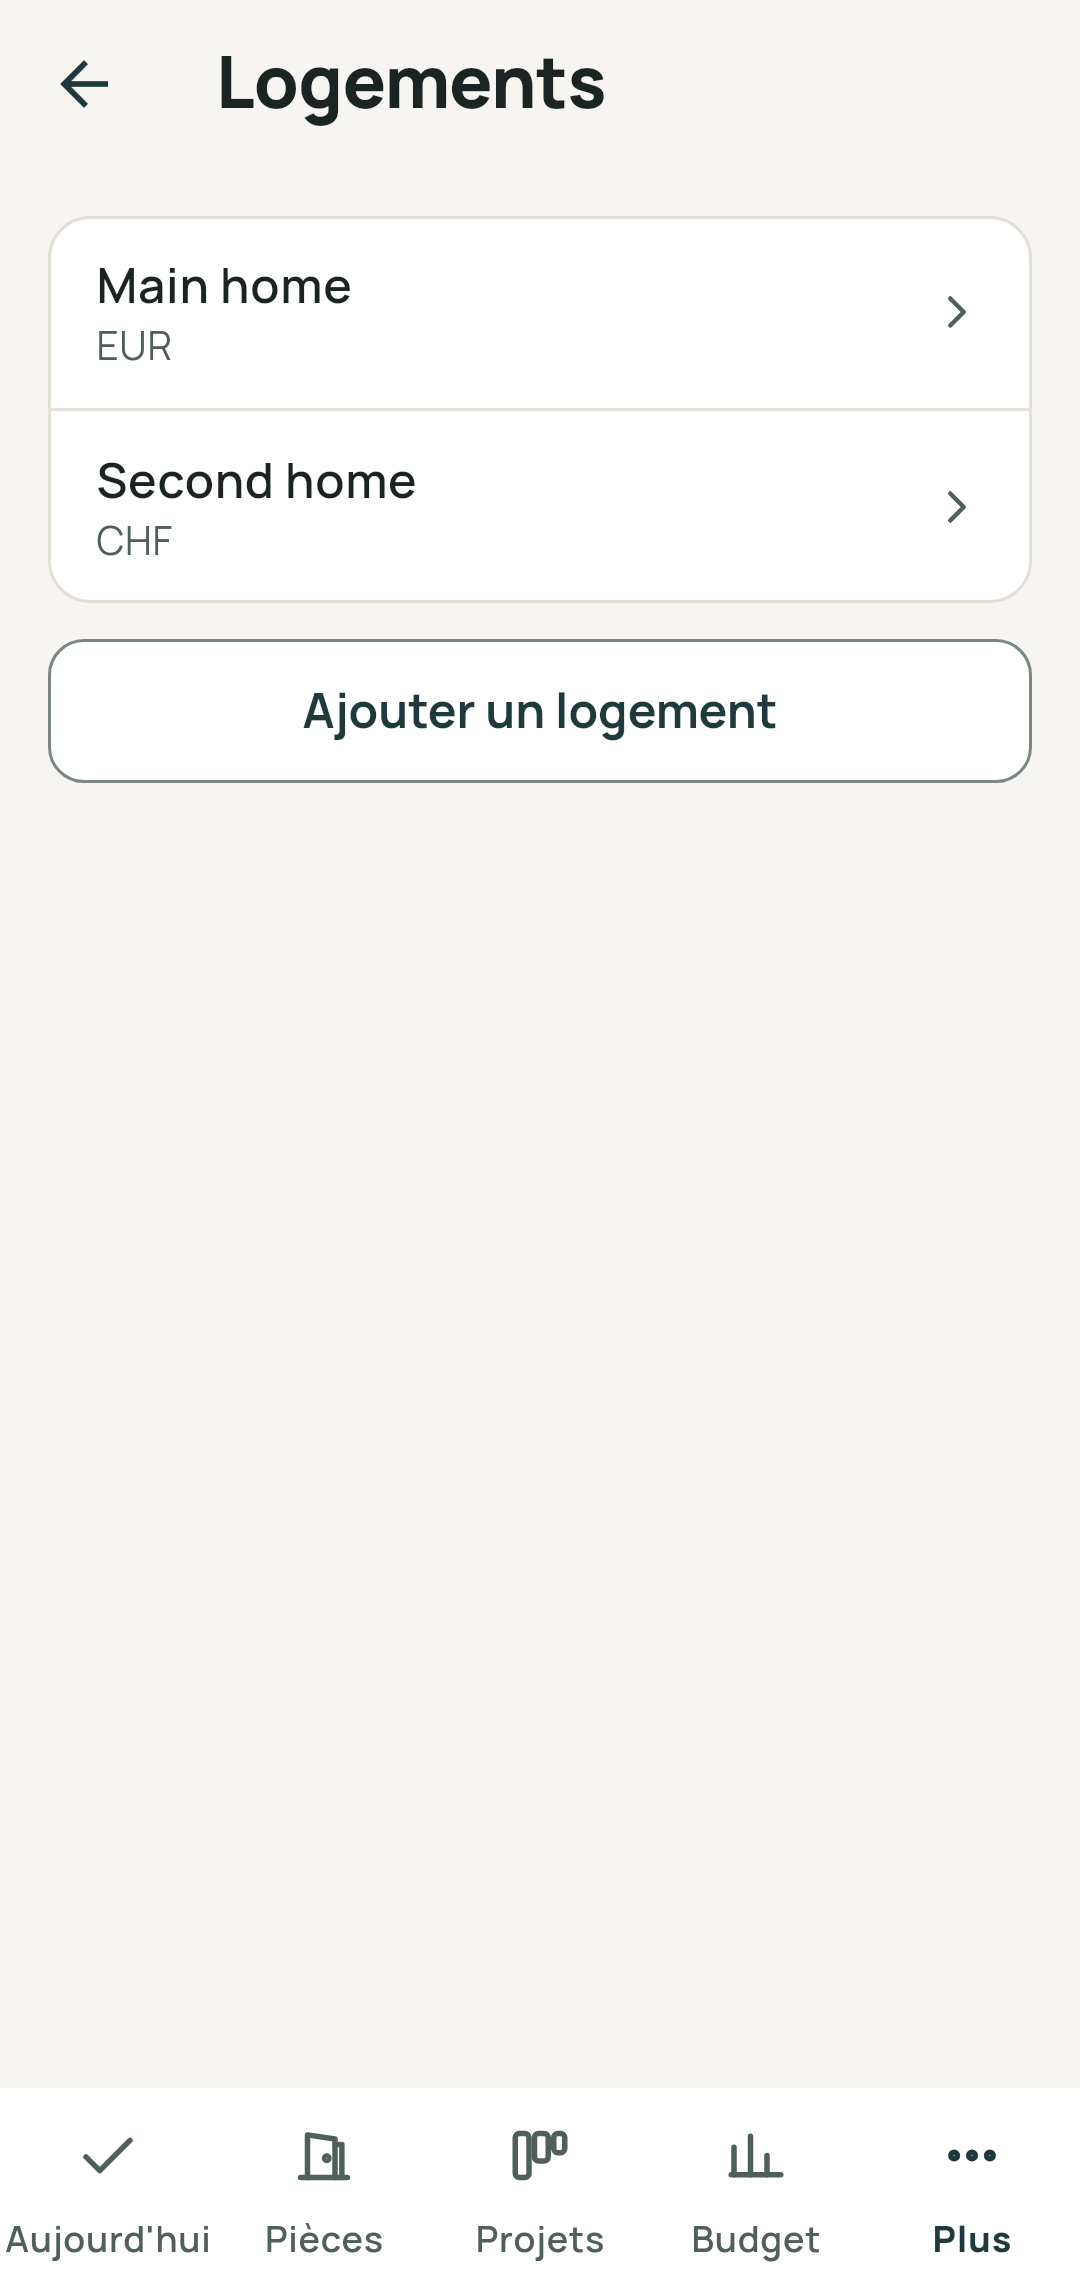 Logements
Main home
EUR
Second home
CHF
Ajouter un logement
Aujourd'hui
Pièces
Projets
Budget
Plus